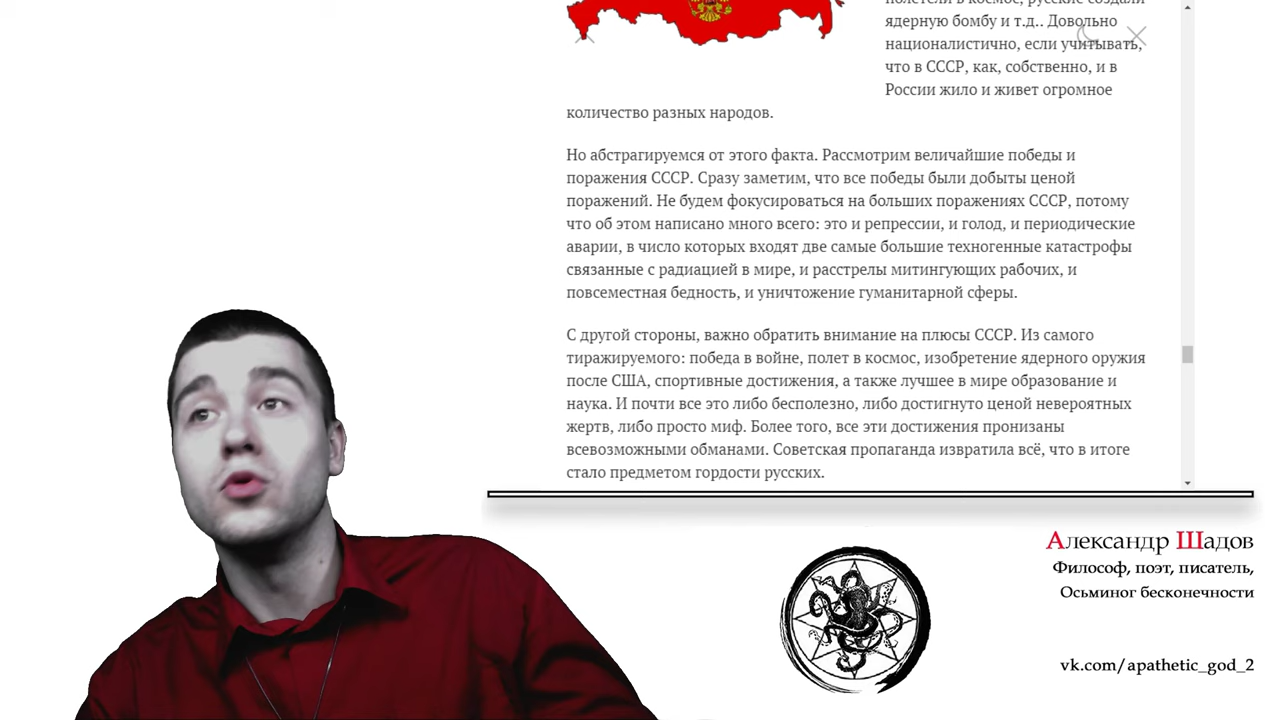 полетели в космос, русские создали
ядерную бомбу и т.д.. Довольно
националистично, если учитывать,
что в СССР, как, собственно, и в
России жило и живет огромное
количество разных народов.
Но абстрагируемся от этого факта. Рассмотрим величайшие победы и
поражения СССР. Сразу заметим, что все победы были добыты ценой
поражений. Не будем фокусироваться на больших поражениях СССР, потому
что об этом написано много всего: это и репрессии, и голод, и периодические
аварии, в число которых входят две самые большие техногенные катастрофы
связанные с радиацией в мире, и расстрелы митингующих рабочих, и
повсеместная бедность, и уничтожение гуманитарной сферы.
С другой стороны, важно обратить внимание на плюсы СССР. Из самого
тиражируемого: победа в войне, полет в космос, изобретение ядерного оружия
после США, спортивные достижения, а также лучшее в мире образование и
наука. И почти все это либо бесполезно, либо достигнуто ценой невероятных
жертв, либо просто миф. Более того, все эти достижения пронизаны
всевозможными обманами. Советская пропаганда извратила всё, что в итоге
стало предметом гордости русских.
Александр Шадов
Философ, поэт, писатель,
Осьминог бесконечности
vk.com/apathetic_god_2